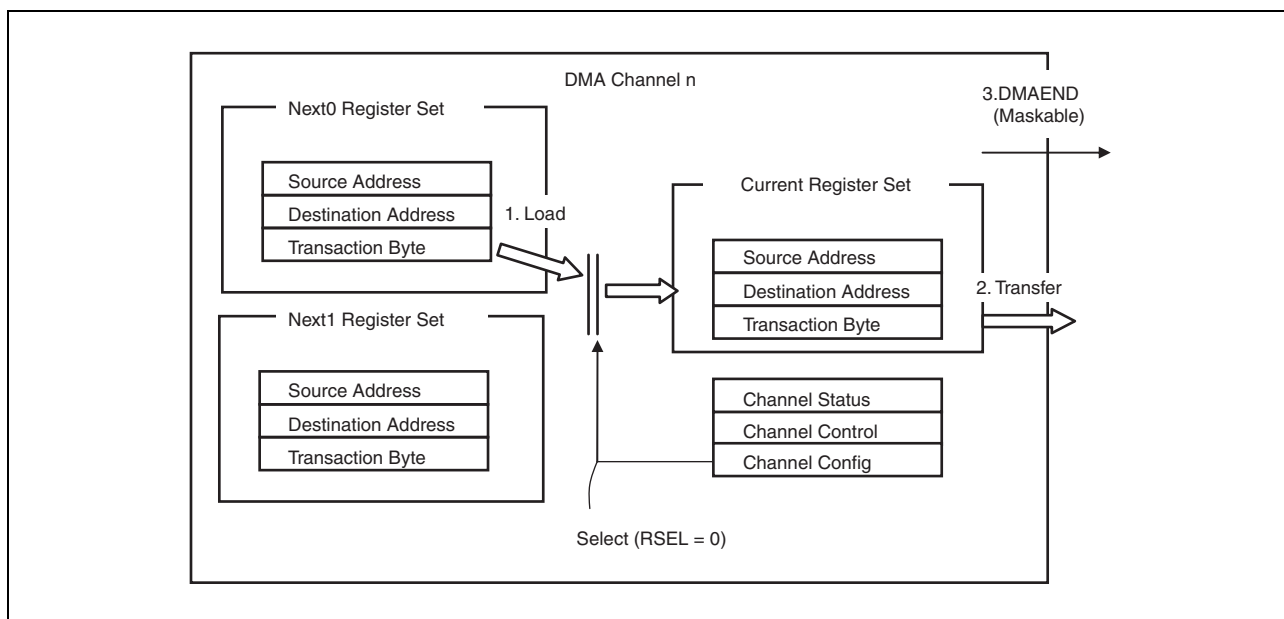 DMA Channel n
Next0 Register Set
Source Address
Destination Address
Transaction Byte
1. Load
Next1 Register Set
Source Address
Destination Address
Transaction Byte
Select (RSEL = 0)
Current Register Set
Source Address
Destination Address
Transaction Byte
2. Transfer
Channel Status
Channel Control
Channel Config
3.DMAEND
(Maskable)